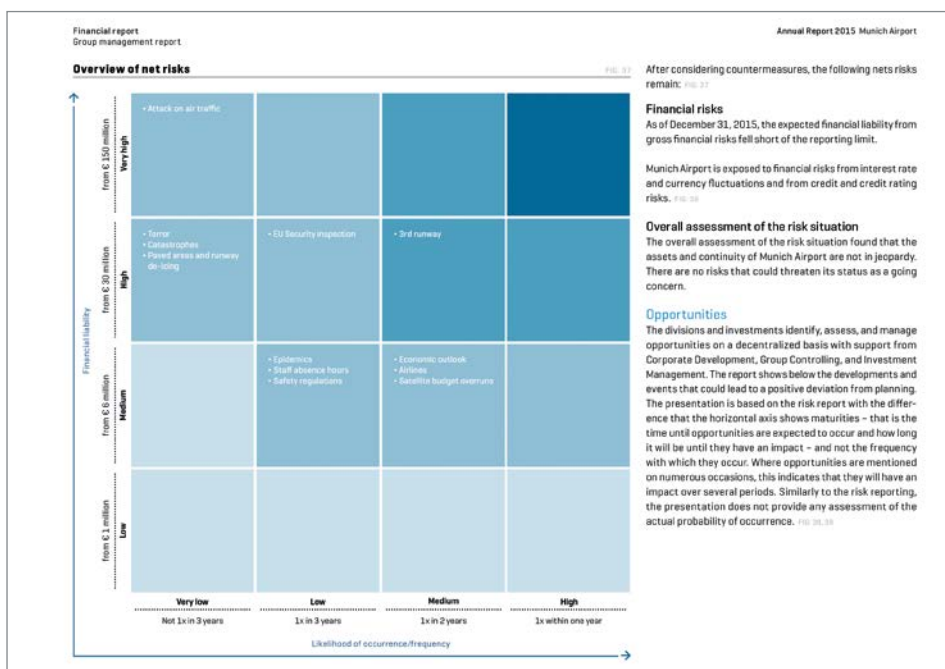 Financial report
Group management report
Annual Report 2015 Munich Airport
Overview of net risks
FIG. 37
Financial liability
from € 150 million
Very high
from € 30 million
High
from € 6 million
Medium
from € 1 million
Low
• Attack on air traffic
• Terror
• Catastrophes
• Paved areas and runway
de-icing
• EU Security inspection
• 3rd runway
• Epidemics
• Staff absence hours
• Safety regulations
• Economic outlook
• Airlines
• Satellite budget overruns
Very low
Low
Medium
High
Not 1x in 3 years
1x in 3 years
1x in 2 years
1x within one year
Likelihood of occurrence/frequency
After considering countermeasures, the following nets risks
remain: FIG 37
Financial risks
As of December 31, 2015, the expected financial liability from
gross financial risks fell short of the reporting limit.
Munich Airport is exposed to financial risks from interest rate
and currency fluctuations and from credit and credit rating
risks.
Overall assessment of the risk situation
The overall assessment of the risk situation found that the
assets and continuity of Munich Airport are not in jeopardy.
There are no risks that could threaten its status as a going
concern.
Opportunities
The divisions and investments identify, assess, and manage
opportunities on a decentralized basis with support from
Corporate Development, Group Controlling, and Investment
Management. The report shows below the developments and
events that could lead to a positive deviation from planning.
The presentation is based on the risk report with the differ-
ence that the horizontal axis shows maturities – that is the
time until opportunities are expected to occur and how long
it will be until they have an impact – and not the frequency
with which they occur. Where opportunities are mentioned
on numerous occasions, this indicates that they will have an
impact over several periods. Similarly to the risk reporting,
the presentation does not provide any assessment of the
actual probability of occurrence.